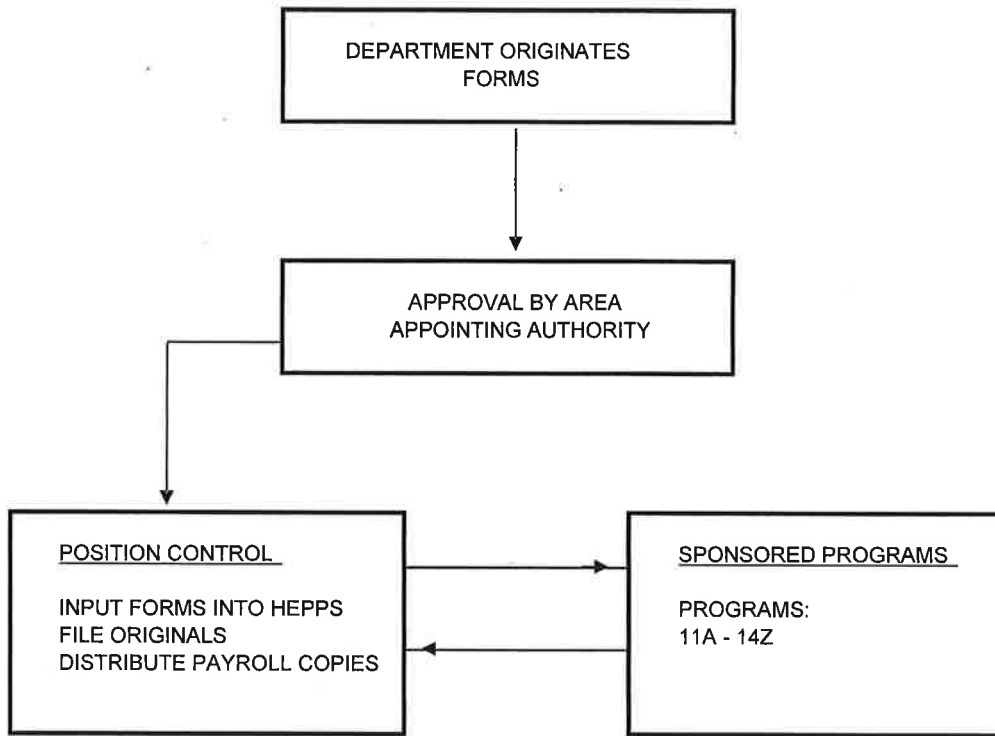 DEPARTMENT ORIGINATES
FORMS
APPROVAL BY AREA
APPOINTING AUTHORITY
POSITION CONTROL
INPUT FORMS INTO HEPPS
FILE ORIGINALS
DISTRIBUTE PAYROLL COPIES
SPONSORED PROGRAMS
PROGRAMS:
11A - 14Z